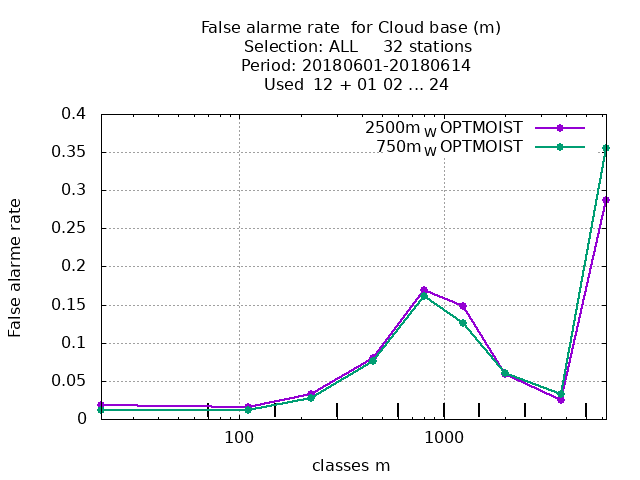 False alarme rate  for Cloud base (m)
Selection: ALL     32 stations
Period: 20180601-20180614
Used  12 + 01 02 ... 24
2500m W OPTMOIST
750m W OPTMOIST
0.4
0.35
0.3
0.25
0.2
0.15
0.1
0.05
0
False alarme rate
100 1000
classes m